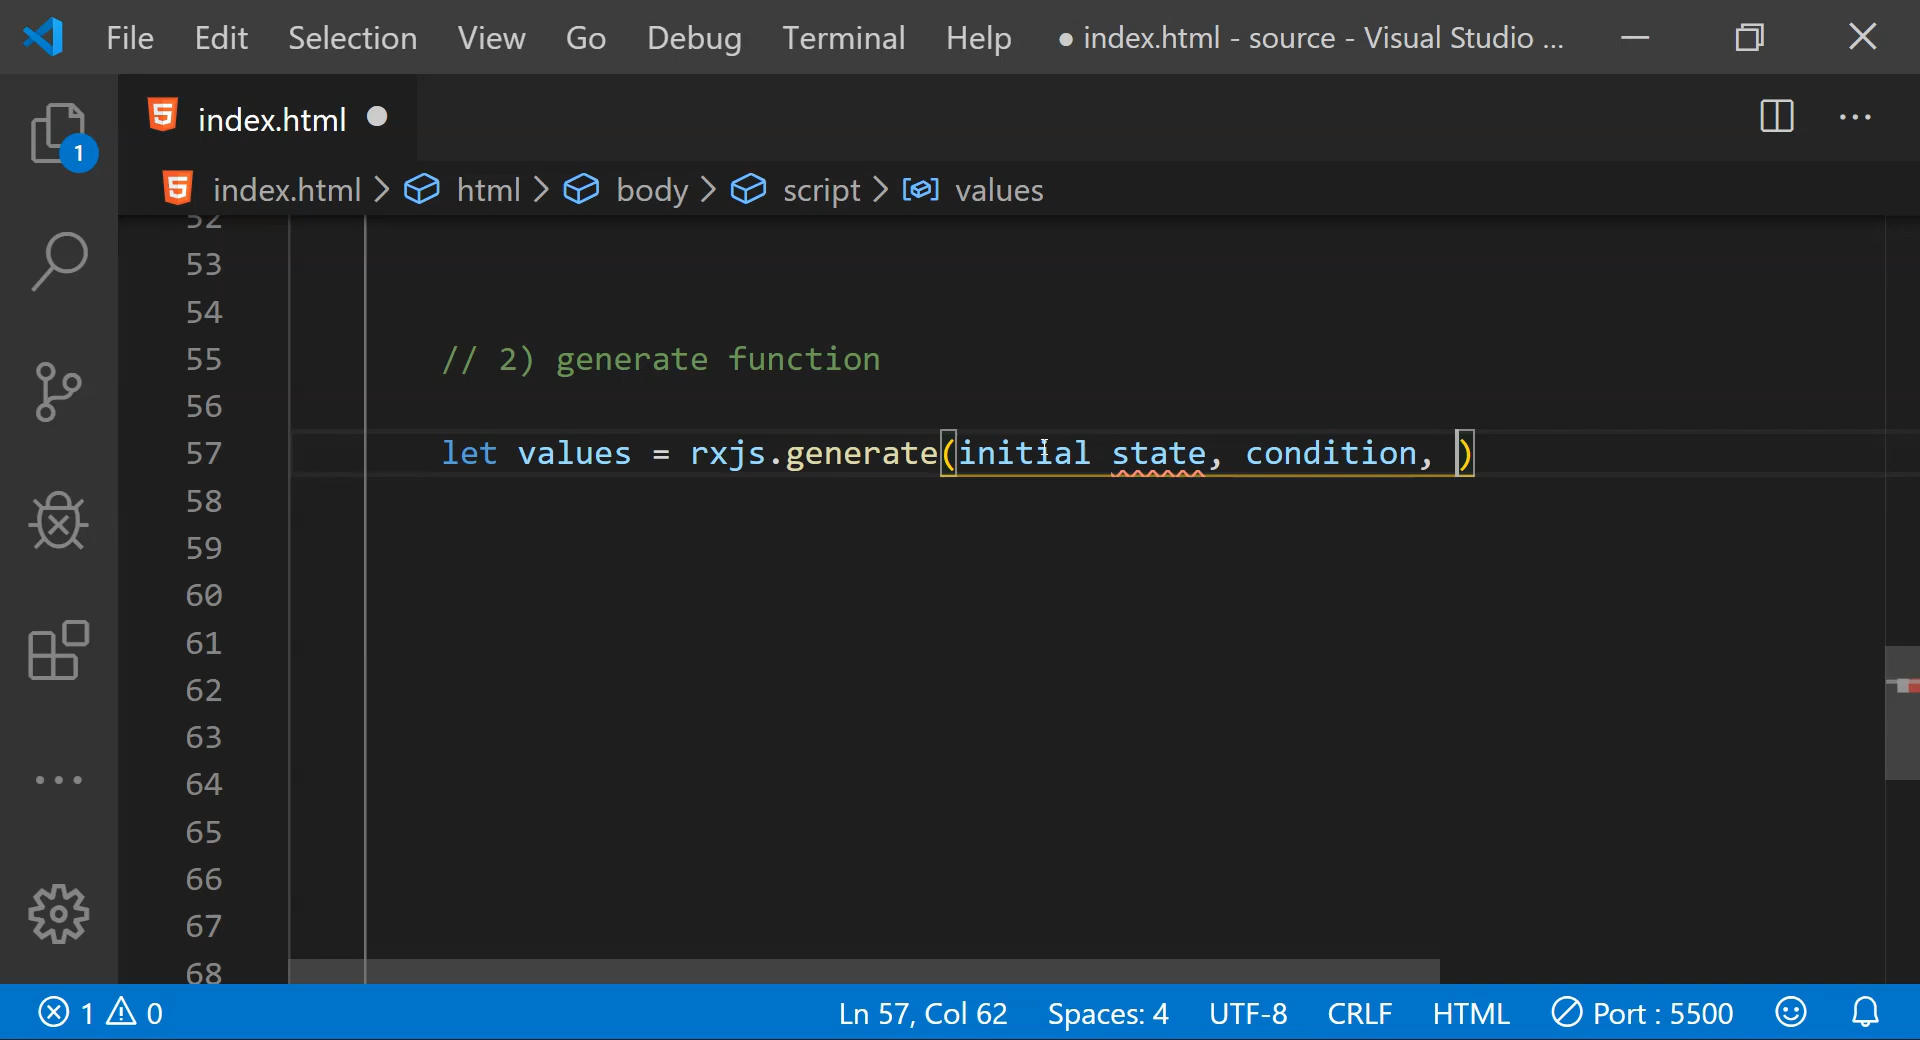 File Edit Selection View Go Debug Terminal Help ● index.html - source - Visual Studio ...
index.html ●
1
index.html > html > body > script > values
52
53
54
55 // 2) generate function
56
57 let values = rxjs.generate(initial state, condition, )
58
59
60
61
62
63
64
65
66
67
68
1 0 Ln 57, Col 62 Spaces: 4 UTF-8 CRLF HTML Port : 5500